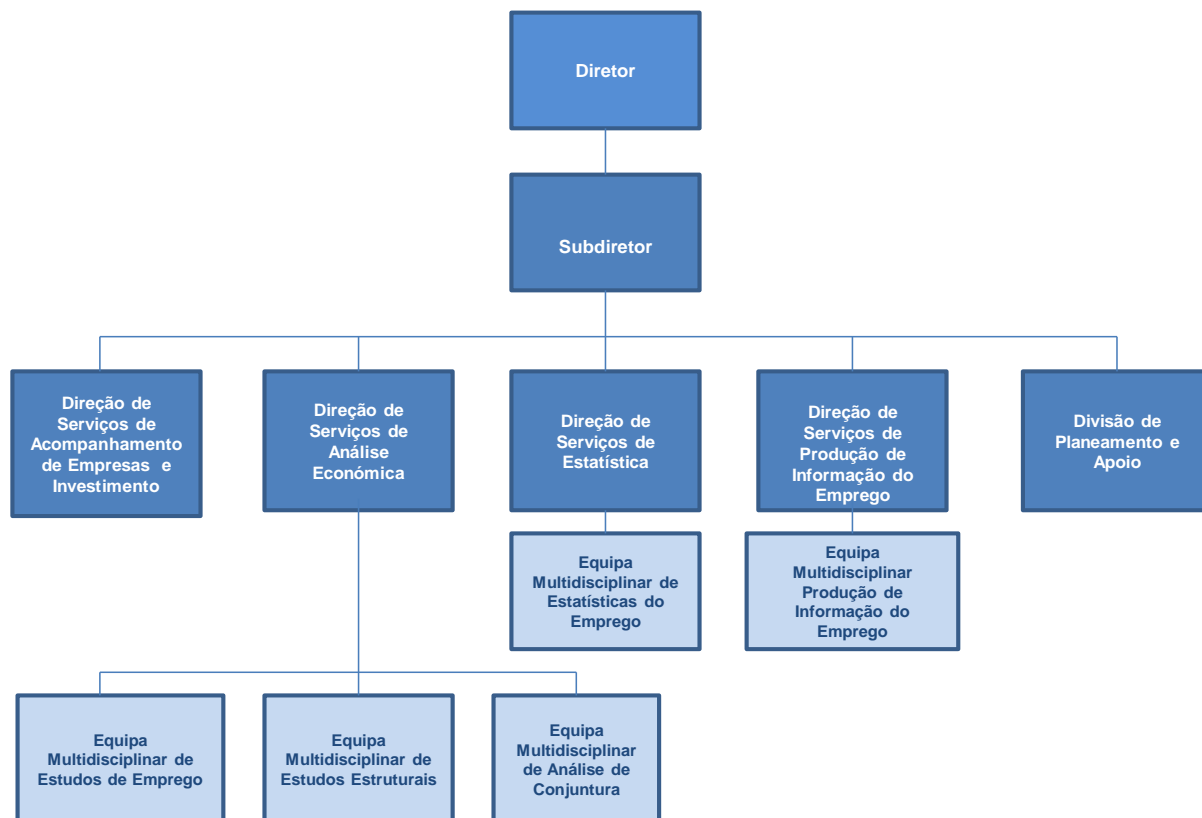 Diretor
Subdiretor
Direção de
Serviços de
Acompanhamento
de Empresas e
Investimento
Direção de
Serviços de
Análise
Económica
Direção de
Serviços de
Estatística
Direção de
Serviços de
Produção de
Informação do
Emprego
Divisão de
Planeamento e
Apoio
Equipa
Multidisciplinar de
Estatísticas do
Emprego
Equipa
Multidisciplinar
Produção de
Informação do
Emprego
Equipa
Multidisciplinar de
Estudos de Emprego
Equipa
Multidisciplinar de
Estudos Estruturais
Equipa
Multidisciplinar
de Análise de
Conjuntura